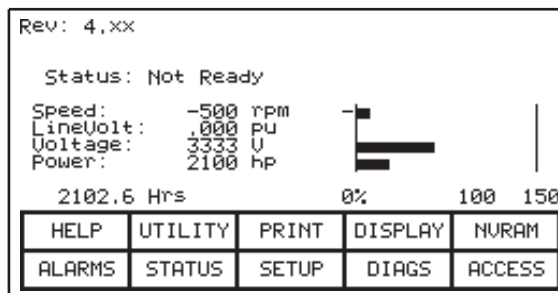 Rev: 4.xx
Status: Not Ready
Speed: -500 rpm
LineVolt: .000 pu
Voltage: 3333 V
Power: 2100 hp
2102.6 Hrs 0% 100 150
HELP UTILITY PRINT DISPLAY NVRAM
ALARMS STATUS SETUP DIAGS ACCESS